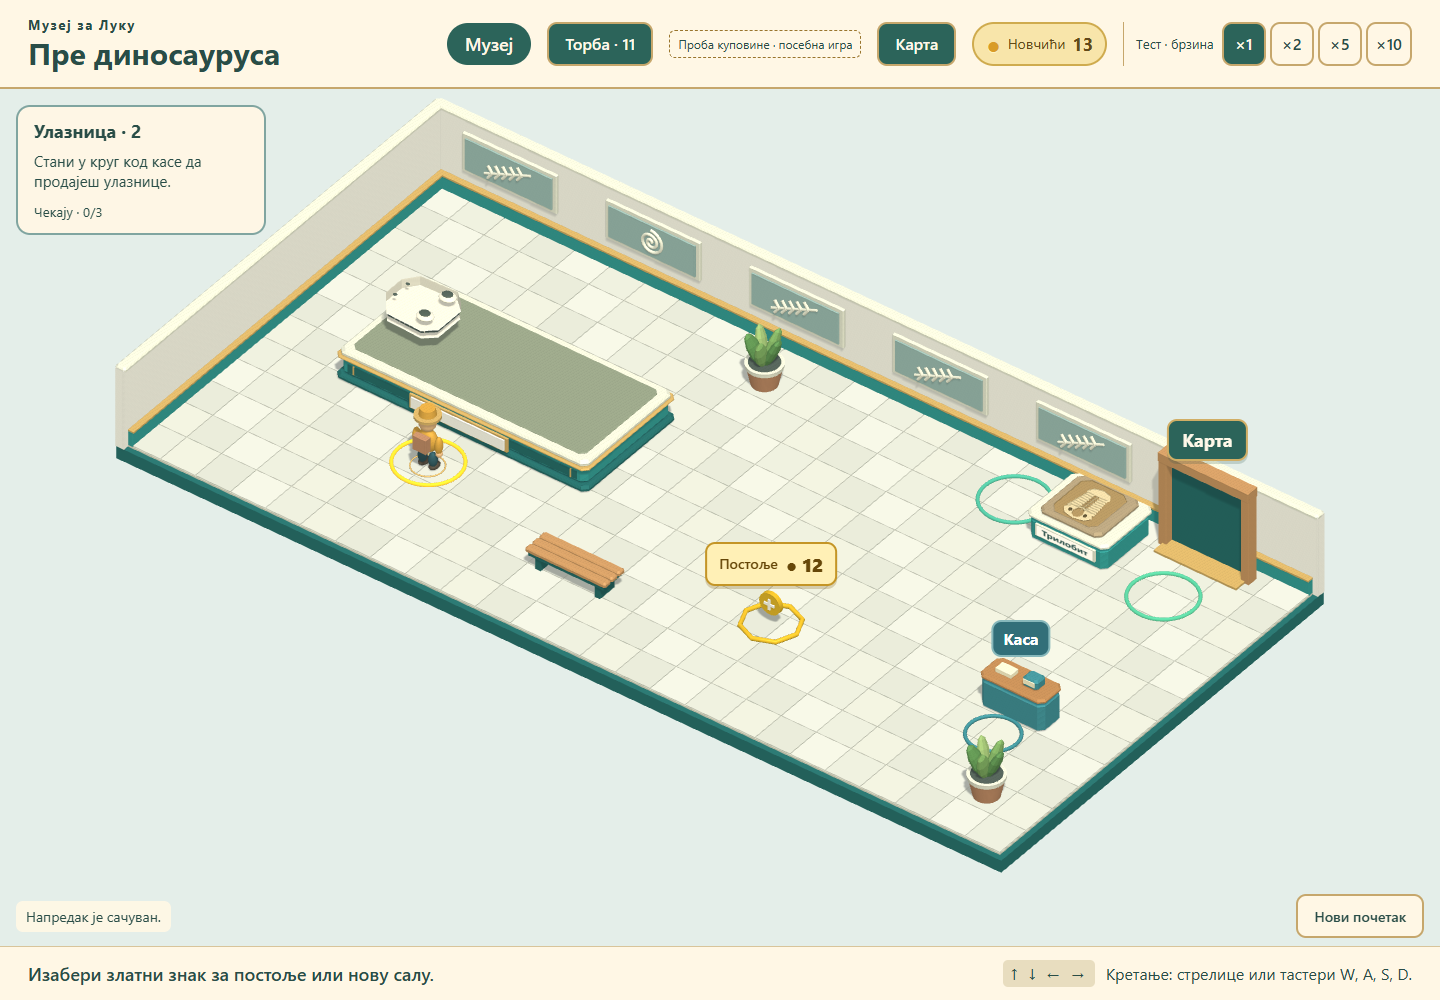 Музеј за Луку
Пре диносауруса
Музеј
Торба · 11
Проба куповине · посебна игра
Карта
Новчићи 13
Тест · брзина
×1
×2
×5
×10
Улазница · 2
Стани у круг код касе да
продајеш улазнице.
Чекају · 0/3
Карта
Трилобит
Постоље 12
Каса
Напредак је сачуван.
Нови почетак
Изабери златни знак за постоље или нову салу.
↑ ↓ ← → Кретање: стрелице или тастери W, A, S, D.